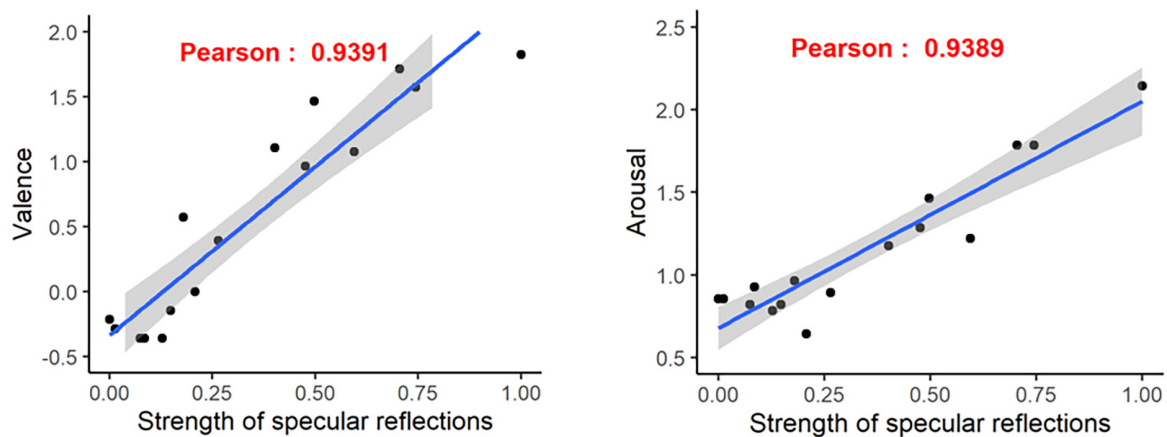 Pearson : 0.9391
Valence
2.0
1.5
1.0
0.5
0.0
-0.5
0.00 0.25 0.50 0.75 1.00
Strength of specular reflections
Pearson : 0.9389
Arousal
2.5
2.0
1.5
1.0
0.5
0.00 0.25 0.50 0.75 1.00
Strength of specular reflections